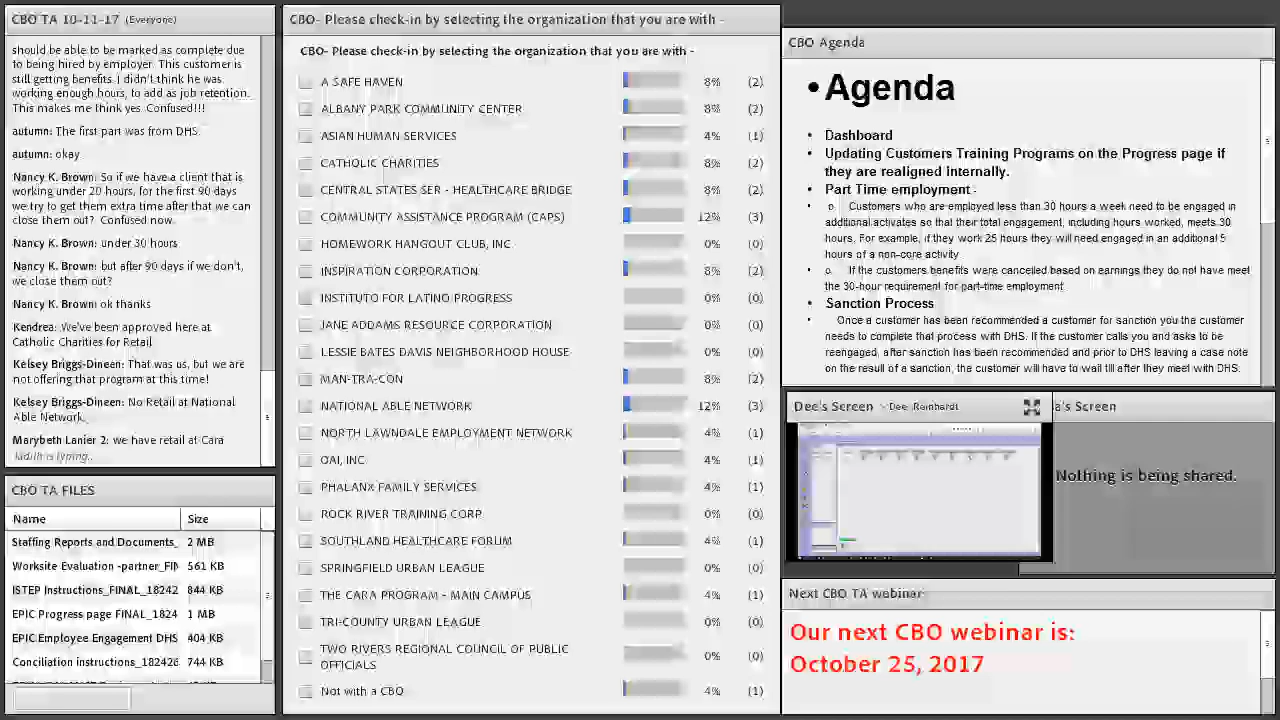 CBO TA 10-11-17 (Everyone)
should be able to be marked as complete due
to being hired by employer. This customer is
still getting benefits. I didn't think he was
working enough hours, to add as job retention.
This makes me think yes. Confused!!!
autumn: The first part was from DHS.
autumn: okay
Nancy K. Brown: So if we have a client that is
working under 20 hours, for the first 90 days
we try to get them extra time after that we can
close them out? Confused now.
Nancy K. Brown: under 30 hours
Nancy K. Brown: but after 90 days if we don't,
we close them out?
Nancy K. Brown: ok thanks
Kendrea: We've been approved here at
Catholic Charities for Retail
Kelsey Briggs-Dineen: That was us, but we are
not offering that program at this time!
Kelsey Briggs-Dineen: No Retail at National
Able Network.
Marybeth Lanier 2: we have retail at Cara
is typing..
CBO TA FILES
Name Size
Staffing Reports and Documents_ 2 MB
Worksite Evaluation -partner_FIN 561 KB
ISTEP Instructions_FINAL_18242 844 KB
EPIC Progress page FINAL_1824 1 MB
EPIC Employee Engagement DHS 404 KB
Conciliation instructions_182426 744 KB
CBO- Please check-in by selecting the organization that you are with -
CBO- Please check-in by selecting the organization that you are with -
A SAFE HAVEN 8% (2)
ALBANY PARK COMMUNITY CENTER 8% (2)
ASIAN HUMAN SERVICES 4% (1)
CATHOLIC CHARITIES 8% (2)
CENTRAL STATES SER - HEALTHCARE BRIDGE 8% (2)
COMMUNITY ASSISTANCE PROGRAM (CAPS) 12% (3)
HOMEWORK HANGOUT CLUB, INC. 0% (0)
INSPIRATION CORPORATION 8% (2)
INSTITUTO FOR LATINO PROGRESS 0% (0)
JANE ADDAMS RESOURCE CORPORATION 0% (0)
LESSIE BATES DAVIS NEIGHBORHOOD HOUSE 0% (0)
MAN-TRA-CON 8% (2)
NATIONAL ABLE NETWORK 12% (3)
NORTH LAWNDALE EMPLOYMENT NETWORK 4% (1)
OAI, INC. 4% (1)
PHALANX FAMILY SERVICES 4% (1)
ROCK RIVER TRAINING CORP. 0% (0)
SOUTHLAND HEALTHCARE FORUM 4% (1)
SPRINGFIELD URBAN LEAGUE 0% (0)
THE CARA PROGRAM - MAIN CAMPUS 4% (1)
TRI-COUNTY URBAN LEAGUE 0% (0)
TWO RIVERS REGIONAL COUNCIL OF PUBLIC
OFFICIALS 0% (0)
Not with a CBO 4% (1)
CBO Agenda
• Agenda
• Dashboard
• Updating Customers Training Programs on the Progress page if
they are realigned internally.
• Part Time employment -
• o Customers who are employed less than 30 hours a week need to be engaged in
additional activates so that their total engagement, including hours worked, meets 30
hours. For example, if they work 25 hours they will need engaged in an additional 5
hours of a non-core activity
• o. If the customers benefits were cancelled based on earnings they do not have meet
the 30-hour requirement for part-time employment
• Sanction Process
• Once a customer has been recommended a customer for sanction you the customer
needs to complete that process with DHS. If the customer calls you and asks to be
reengaged, after sanction has been recommended and prior to DHS leaving a case note
on the result of a sanction, the customer will have to wait till after they meet with DHS.
Dee's Screen - Dee Reinhardt
a's Screen
Nothing is being shared.
Next CBO TA webinar:
Our next CBO webinar is:
October 25, 2017